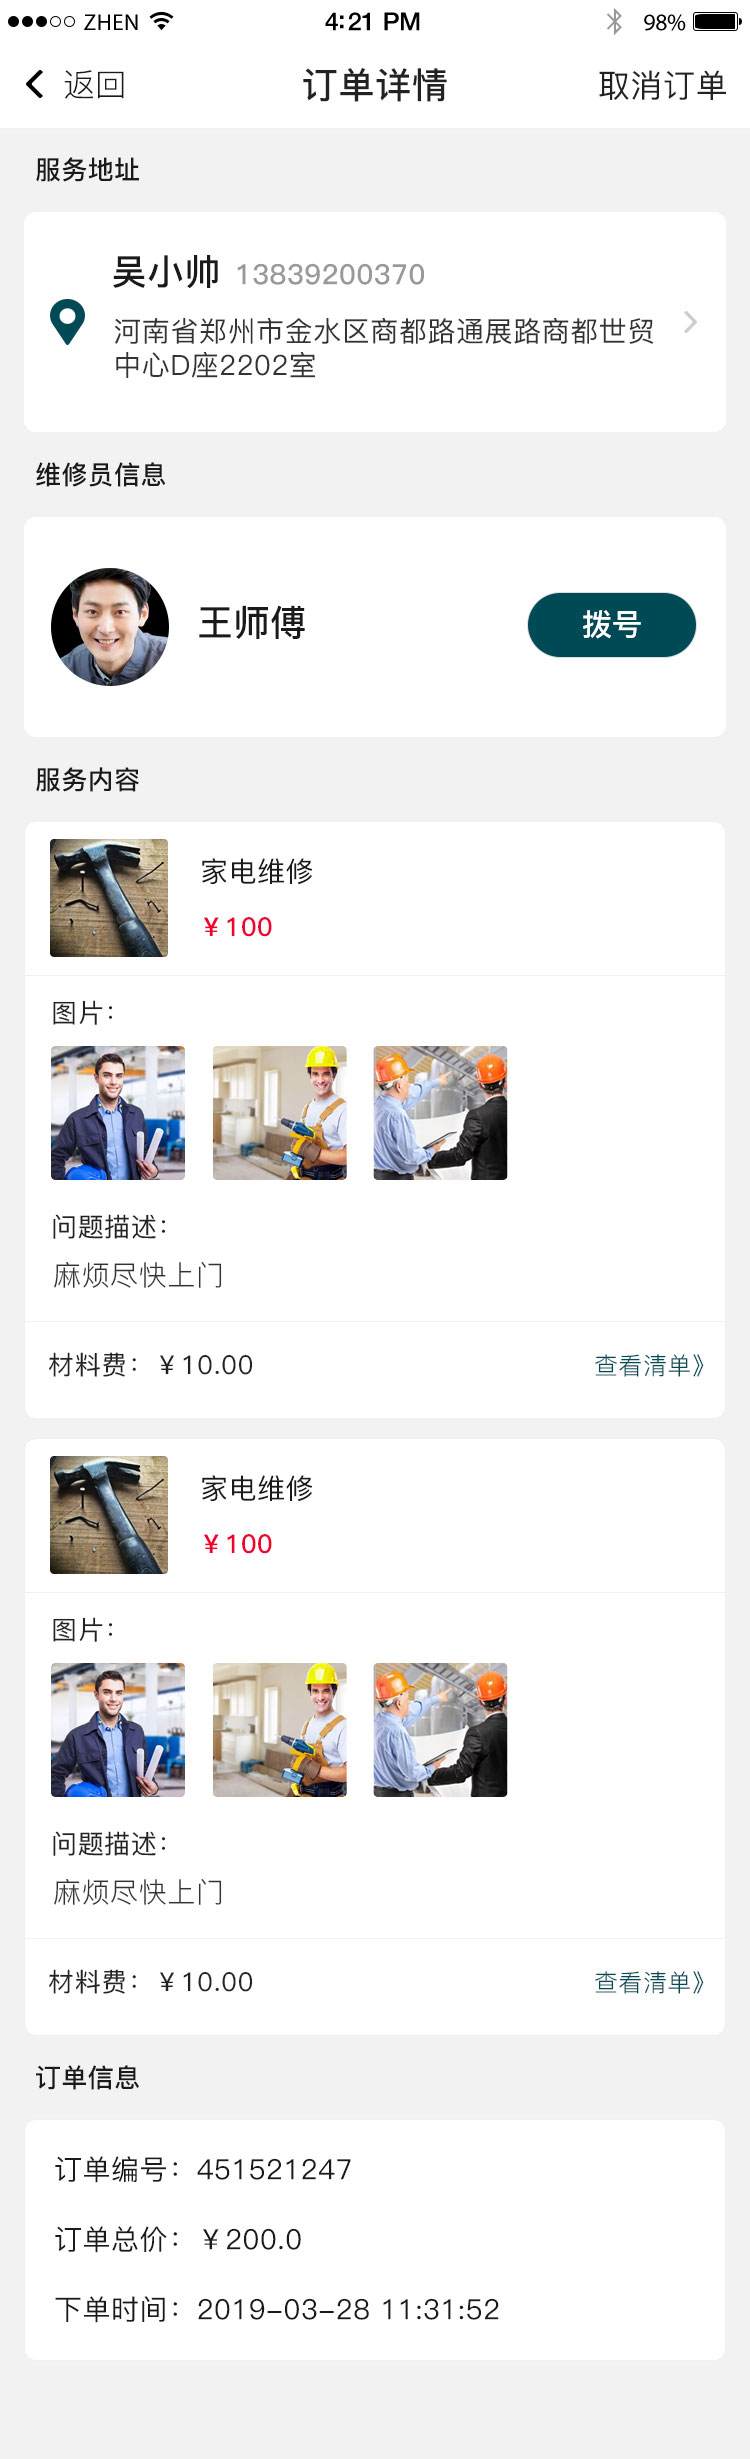 ZHEN 4:21 PM 98%
返回 订单详情 取消订单
服务地址
吴小帅 13839200370
河南省郑州市金水区商都路通展路商都世贸
中心D座2202室
维修员信息
王师傅 拨号
服务内容
家电维修
¥100
图片：
问题描述：
麻烦尽快上门
材料费： ¥10.00 查看清单》
家电维修
¥100
图片：
问题描述：
麻烦尽快上门
材料费： ¥10.00 查看清单》
订单信息
订单编号：451521247
订单总价： ¥200.0
下单时间：2019-03-28 11:31:52